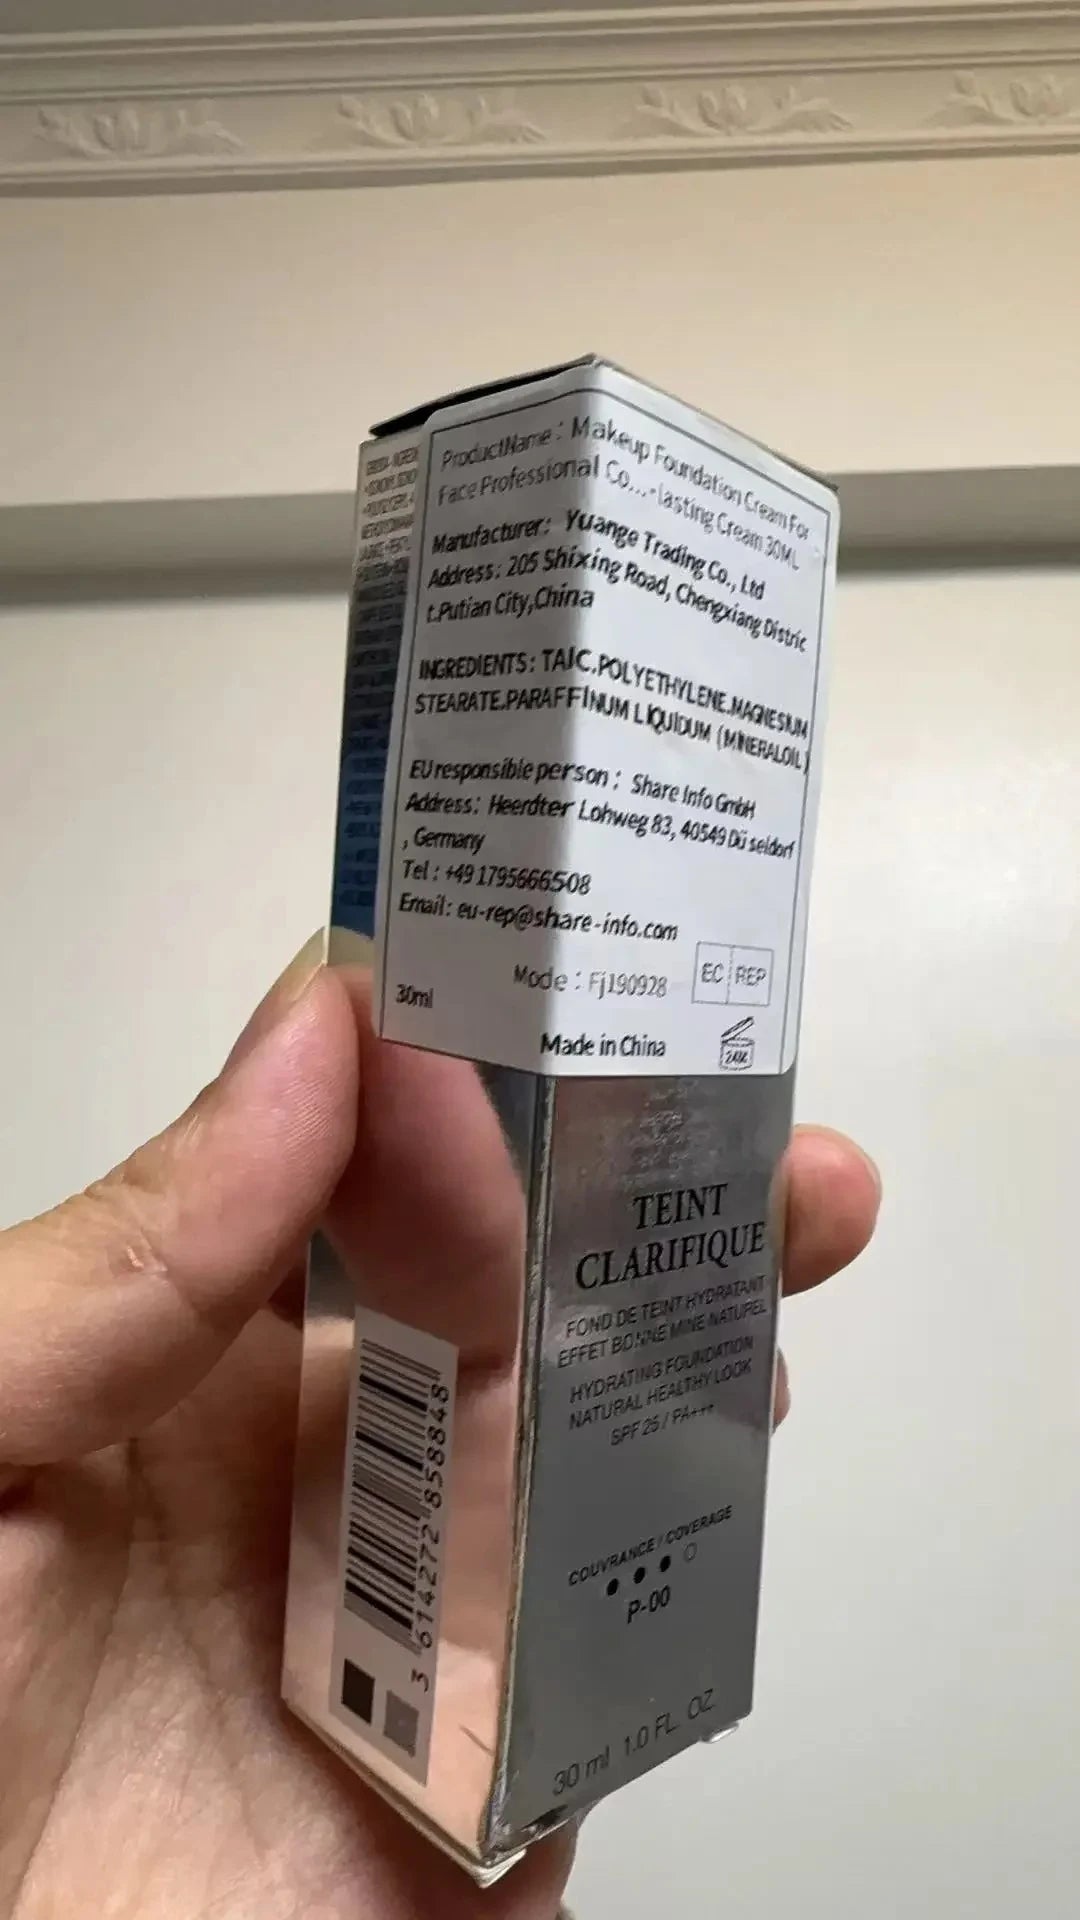 ProductName : Makeup Foundation Cream For
Face Professional Co...-lasting Cream 30ML
Manufacturer: Yuange Trading Co., Ltd
Address: 205 Shixing Road, Chengxiang Distric
t.Putian City,China
INGREDIENTS: TAIC.POLYETHYLENE.MAGNESIUM
STEARATE.PARAFFINUM LIQUIDUM (MINERALOIL)
EU responsible person : Share Info GmbH
Address: Heerdter Lohweg 83, 40549 Dü seldorf
, Germany
Tel : +49 1795666508
Email: eu-rep@share-info.com
Mode : Fj190928
EC REP
30ml
Made in China
24M
TEINT
CLARIFIQUE
FOND DE TEINT HYDRATANT
EFFET BONNE MINE NATUREL
HYDRATING FOUNDATION
NATURAL HEALTHY LOOK
SPF 25 / PA+++
COUVRANCE / COVERAGE
P-00
30 ml 1.0 FL. OZ
3 614272 858848